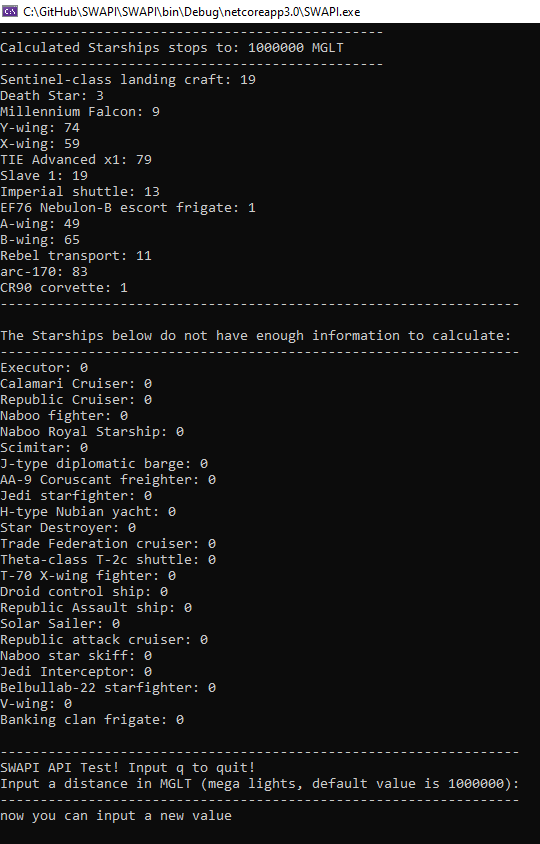 C:\GitHub\SWAPI\SWAPI\bin\Debug\netcoreapp3.0\SWAPI.exe
------------------------------------------------
Calculated Starships stops to: 1000000 MGLT
------------------------------------------------
Sentinel-class landing craft: 19
Death Star: 3
Millennium Falcon: 9
Y-wing: 74
X-wing: 59
TIE Advanced x1: 79
Slave 1: 19
Imperial shuttle: 13
EF76 Nebulon-B escort frigate: 1
A-wing: 49
B-wing: 65
Rebel transport: 11
arc-170: 83
CR90 corvette: 1
-----------------------------------------------------------------
The Starships below do not have enough information to calculate:
-----------------------------------------------------------------
Executor: 0
Calamari Cruiser: 0
Republic Cruiser: 0
Naboo fighter: 0
Naboo Royal Starship: 0
Scimitar: 0
J-type diplomatic barge: 0
AA-9 Coruscant freighter: 0
Jedi starfighter: 0
H-type Nubian yacht: 0
Star Destroyer: 0
Trade Federation cruiser: 0
Theta-class T-2c shuttle: 0
T-70 X-wing fighter: 0
Droid control ship: 0
Republic Assault ship: 0
Solar Sailer: 0
Republic attack cruiser: 0
Naboo star skiff: 0
Jedi Interceptor: 0
Belbullab-22 starfighter: 0
V-wing: 0
Banking clan frigate: 0
-----------------------------------------------------------------
SWAPI API Test! Input q to quit!
Input a distance in MGLT (mega lights, default value is 1000000):
-----------------------------------------------------------------
now you can input a new value